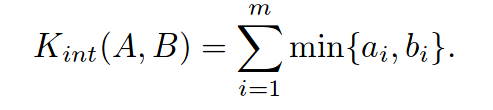 K_{int}(A, B) = \sum_{i=1}^{m} \min\{a_i, b_i\}.